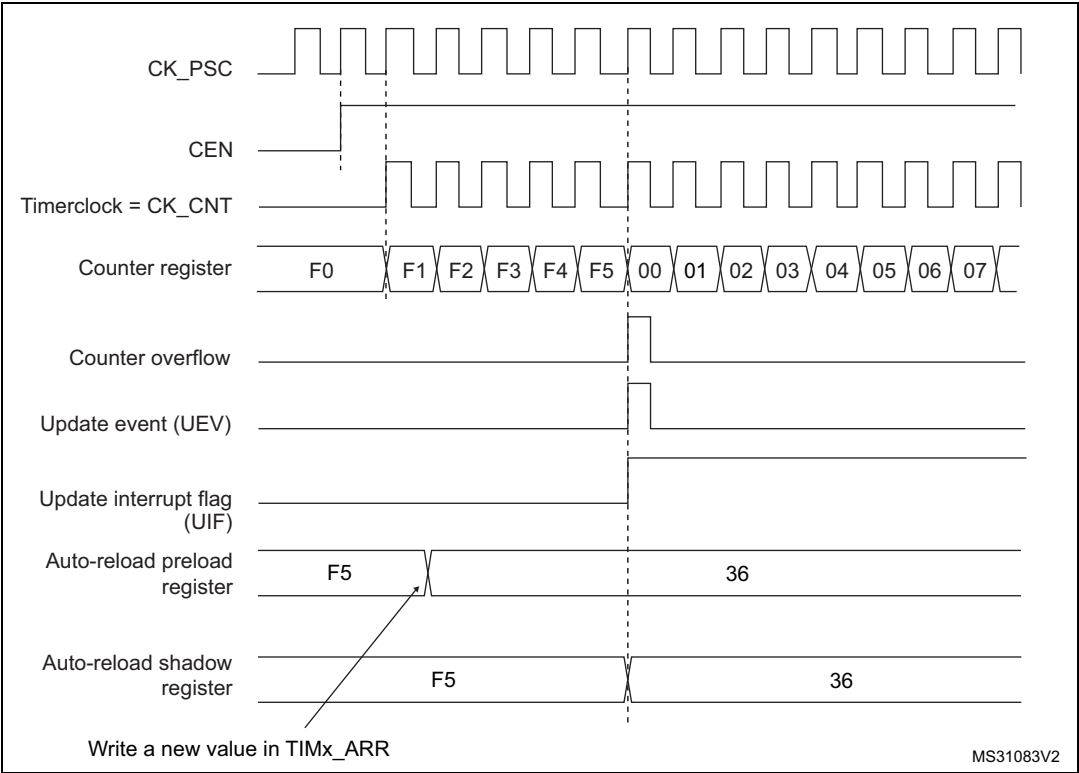 CK_PSC
CEN
Timerclock = CK_CNT
Counter register F0 F1 F2 F3 F4 F5 00 01 02 03 04 05 06 07
Counter overflow
Update event (UEV)
Update interrupt flag
(UIF)
Auto-reload preload
register
F5 36
Auto-reload shadow
register
F5 36
Write a new value in TIMx_ARR
MS31083V2